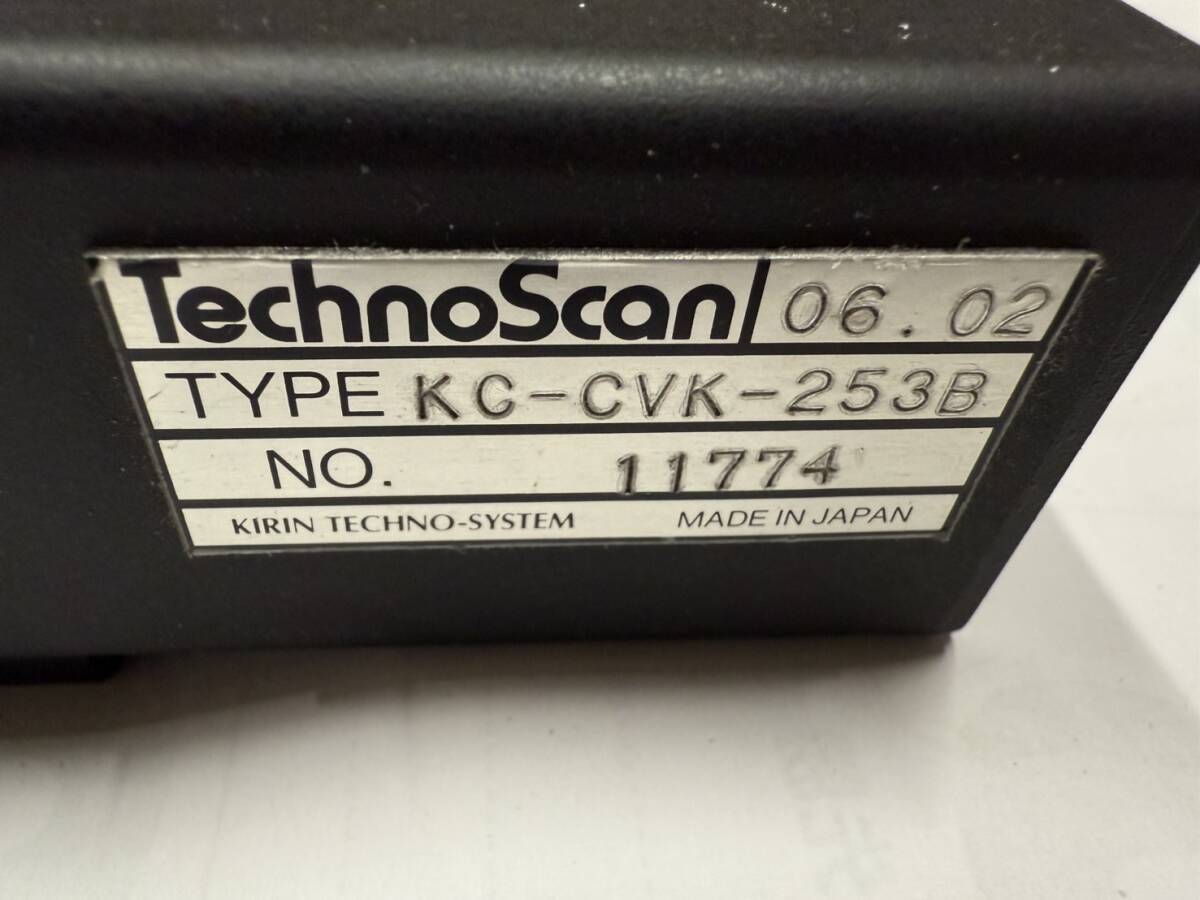 TechnoScan 06.02
TYPE KC-CVK-253B
NO. 11774
KIRIN TECHNO-SYSTEM MADE IN JAPAN